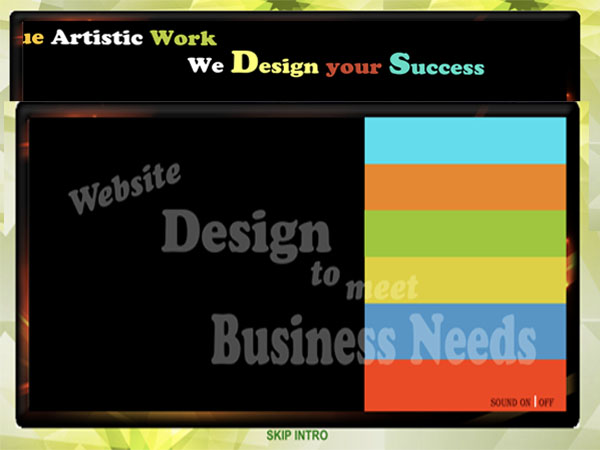 ue Artistic Work
We Design your Success
Website
Design
to
meet
Business Needs
SOUND ON | OFF
SKIP INTRO